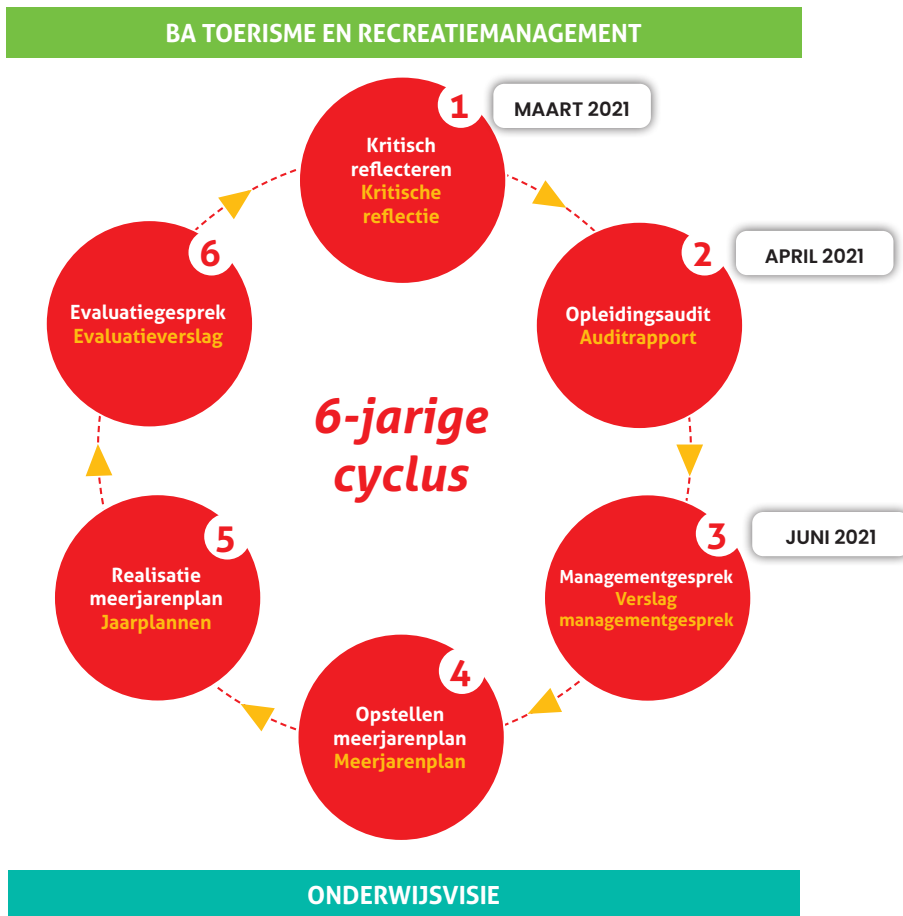 BA TOERISME EN RECREATIEMANAGEMENT
1
MAART 2021
Kritisch
reflecteren
Kritische
reflectie
2
APRIL 2021
Opleidingsaudit
Auditrapport
3
JUNI 2021
Managementgesprek
Verslag
managementgesprek
4
Opstellen
meerjarenplan
Meerjarenplan
5
Realisatie
meerjarenplan
Jaarplannen
6
Evaluatiegesprek
Evaluatieverslag
6-jarige
cyclus
ONDERWIJSVISIE